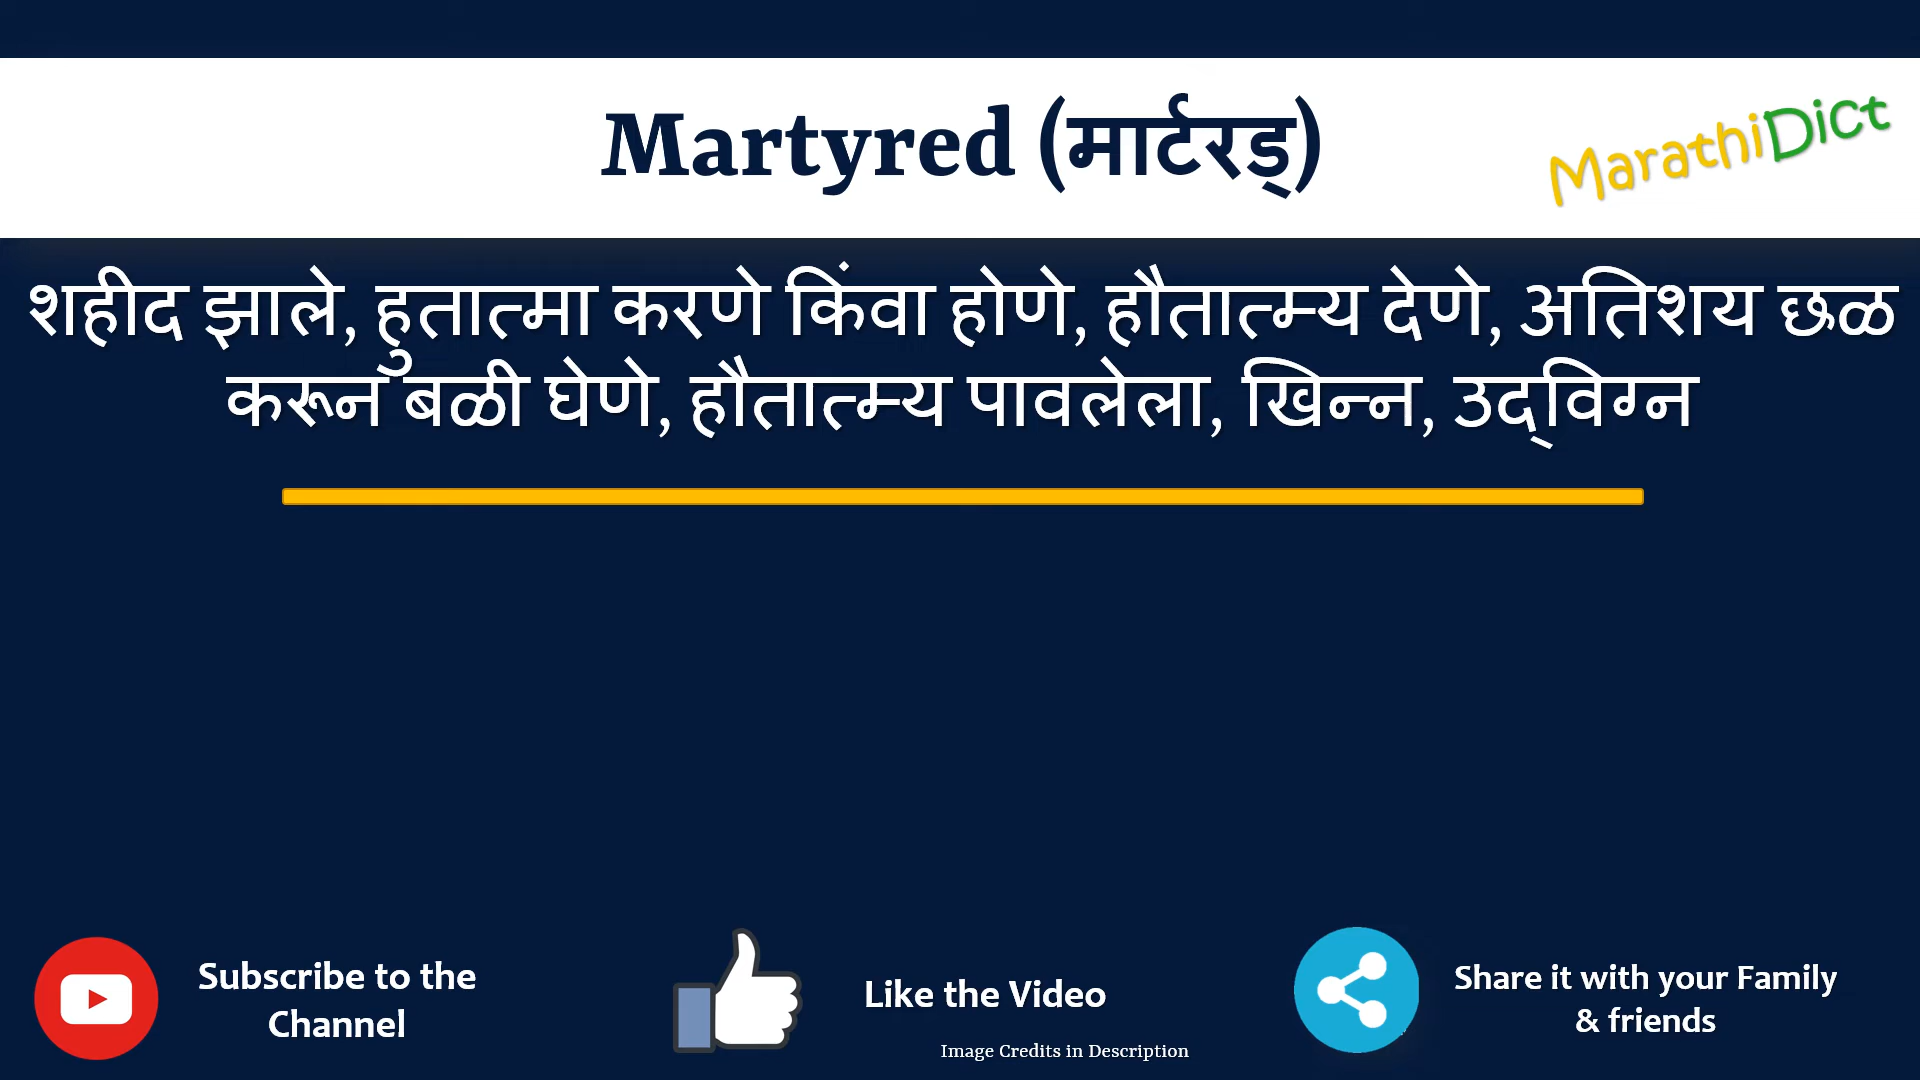 Martyred (मार्टरड्)
MarathiDict
शहीद झाले, हुतात्मा करणे किंवा होणे, हौतात्म्य देणे, अतिशय छळ
करून बळी घेणे, हौतात्म्य पावलेला, खिन्न, उद्‌विग्न
Subscribe to the
Channel
Like the Video
Share it with your Family
& friends
Image Credits in Description